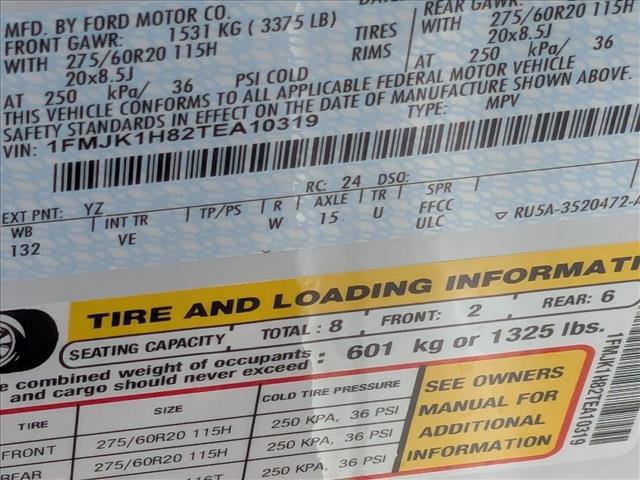 MFD. BY FORD MOTOR CO.
FRONT GAWR: 1531 KG ( 3375 LB)
WITH 275/60R20 115H TIRES
20x8.5J RIMS
AT 250 kPa/ 36 PSI COLD
REAR GAWR:
WITH 275/60R20 115H
20x8.5J
AT 250 kPa/ 36
THIS VEHICLE CONFORMS TO ALL APPLICABLE FEDERAL MOTOR VEHICLE
SAFETY STANDARDS IN EFFECT ON THE DATE OF MANUFACTURE SHOWN ABOVE.
VIN: 1FMJK1H82TEA10319 TYPE: MPV
EXT PNT: YZ RC: 24 DSO:
WB INT TR TP/PS R AXLE TR SPR
132 VE W 15 U FFCC
ULC ▽ RU5A-3520472-A
TIRE AND LOADING INFORMATI
SEATING CAPACITY TOTAL : 8 FRONT: 2 REAR: 6
e combined weight of occupants
and cargo should never exceed : 601 kg or 1325 lbs.
TIRE SIZE COLD TIRE PRESSURE
FRONT 275/60R20 115H 250 KPA, 36 PSI
REAR 275/60R20 115H 250 KPA, 36 PSI
SEE OWNERS
MANUAL FOR
ADDITIONAL
INFORMATION
1FMJK1H82TEA10319